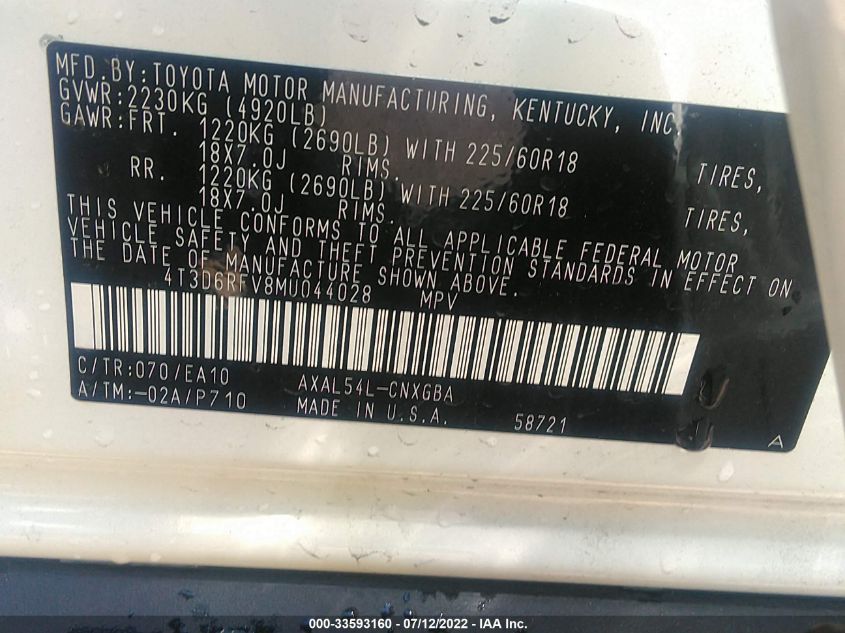 MFD.BY:TOYOTA MOTOR MANUFACTURING, KENTUCKY, INC.
GVWR:2230KG (4920LB)
GAWR:FRT. 1220KG (2690LB) WITH 225/60R18 TIRES,
18X7.0J RIMS.
RR. 1220KG (2690LB) WITH 225/60R18 TIRES,
18X7.0J RIMS.
THIS VEHICLE CONFORMS TO ALL APPLICABLE FEDERAL MOTOR
VEHICLE SAFETY AND THEFT PREVENTION STANDARDS IN EFFECT ON
THE DATE OF MANUFACTURE SHOWN ABOVE.
4T3D6RFV8MU044028 MPV
C/TR:070/EA10 AXAL54L-CNXGBA
A/TM:-02A/P710 MADE IN U.S.A. 58721
A
000-33593160 - 07/12/2022 - IAA Inc.